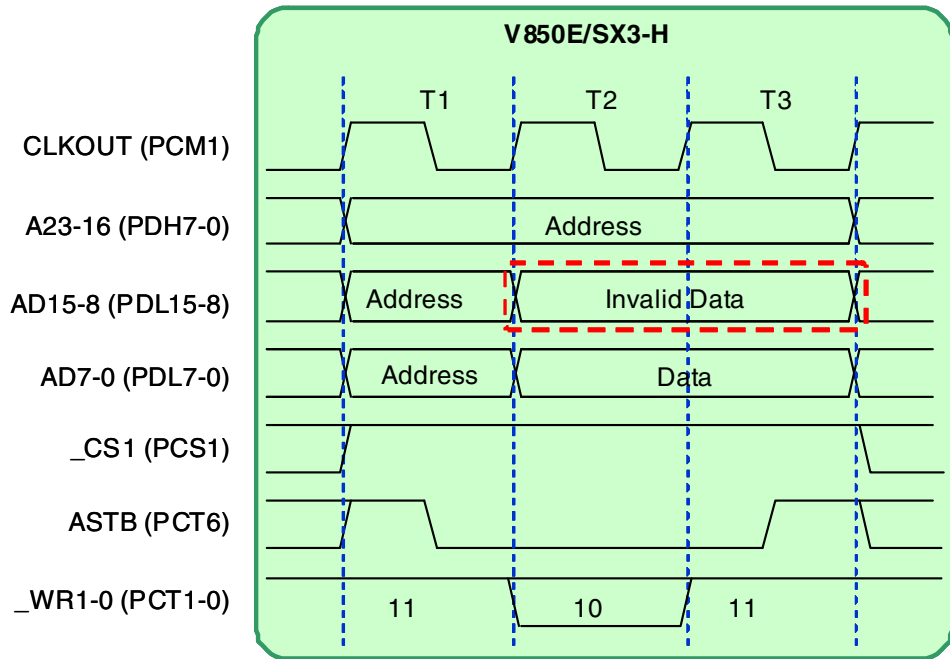 V850E/SX3-H
T1 T2 T3
CLKOUT (PCM1)
A23-16 (PDH7-0) Address
AD15-8 (PDL15-8) Address Invalid Data
AD7-0 (PDL7-0) Address Data
_CS1 (PCS1)
ASTB (PCT6)
_WR1-0 (PCT1-0) 11 10 11